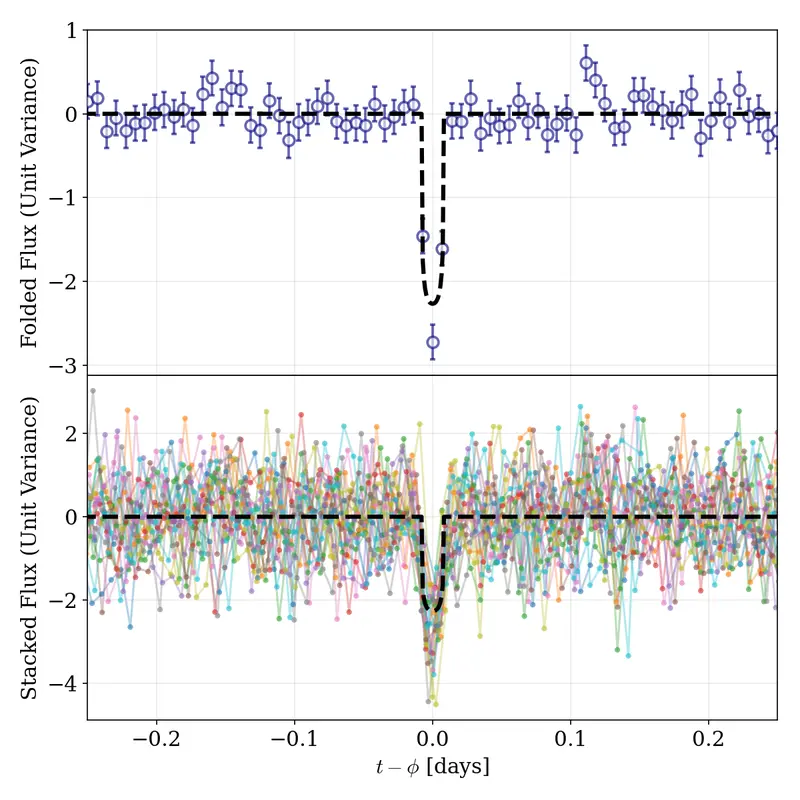 Folded Flux (Unit Variance)
1
0
−1
−2
−3
Stacked Flux (Unit Variance)
2
0
−2
−4
−0.2 −0.1 0.0 0.1 0.2
t − ϕ [days]